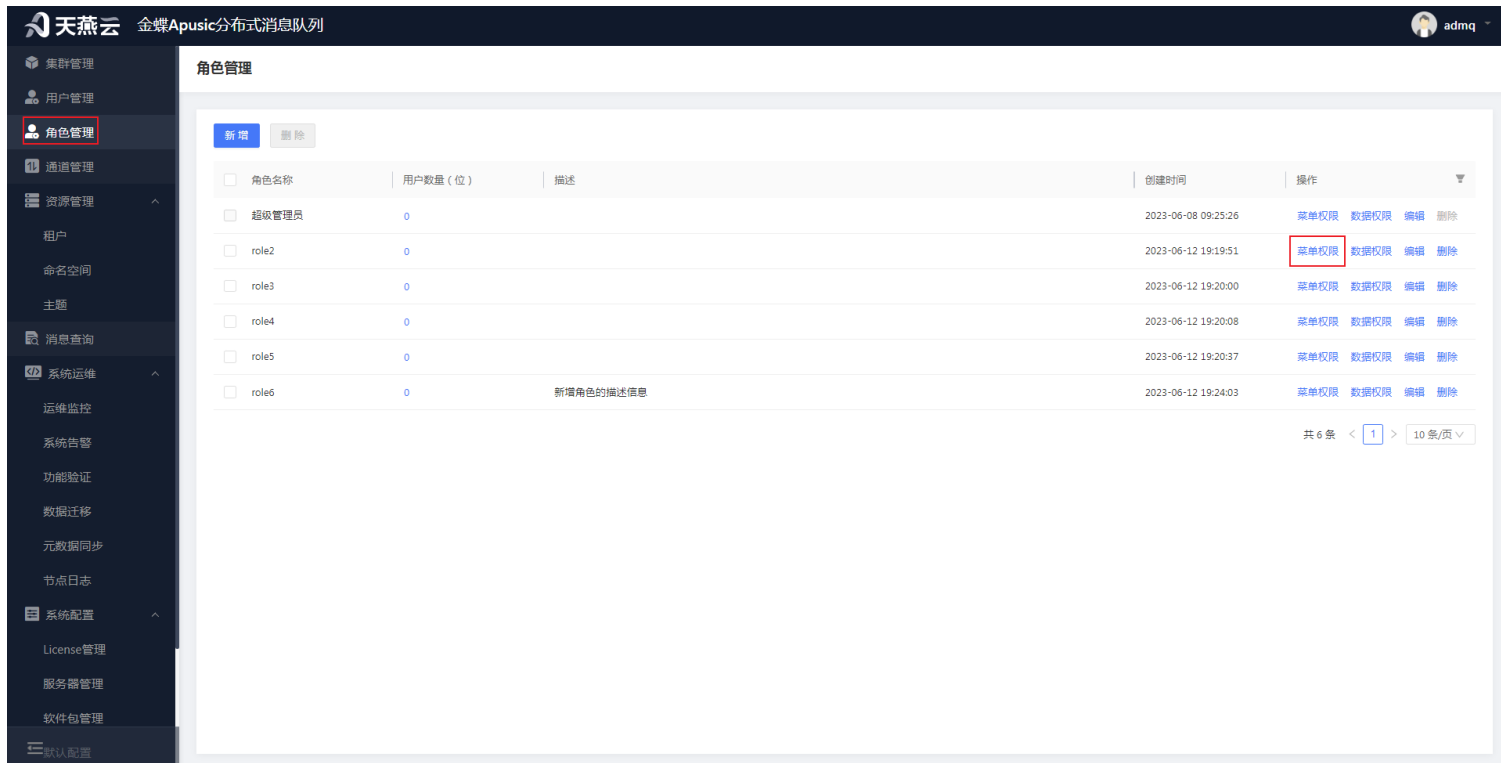 天燕云 金蝶Apusic分布式消息队列 admq
集群管理
用户管理
角色管理
通道管理
资源管理
租户
命名空间
主题
消息查询
系统运维
运维监控
系统告警
功能验证
数据迁移
元数据同步
节点日志
系统配置
License管理
服务器管理
软件包管理
默认配置
角色管理
新增 删除
角色名称 用户数量（位） 描述 创建时间 操作
超级管理员 0 2023-06-08 09:25:26 菜单权限 数据权限 编辑 删除
role2 0 2023-06-12 19:19:51 菜单权限 数据权限 编辑 删除
role3 0 2023-06-12 19:20:00 菜单权限 数据权限 编辑 删除
role4 0 2023-06-12 19:20:08 菜单权限 数据权限 编辑 删除
role5 0 2023-06-12 19:20:37 菜单权限 数据权限 编辑 删除
role6 0 新增角色的描述信息 2023-06-12 19:24:03 菜单权限 数据权限 编辑 删除
共 6 条 < 1 > 10 条/页